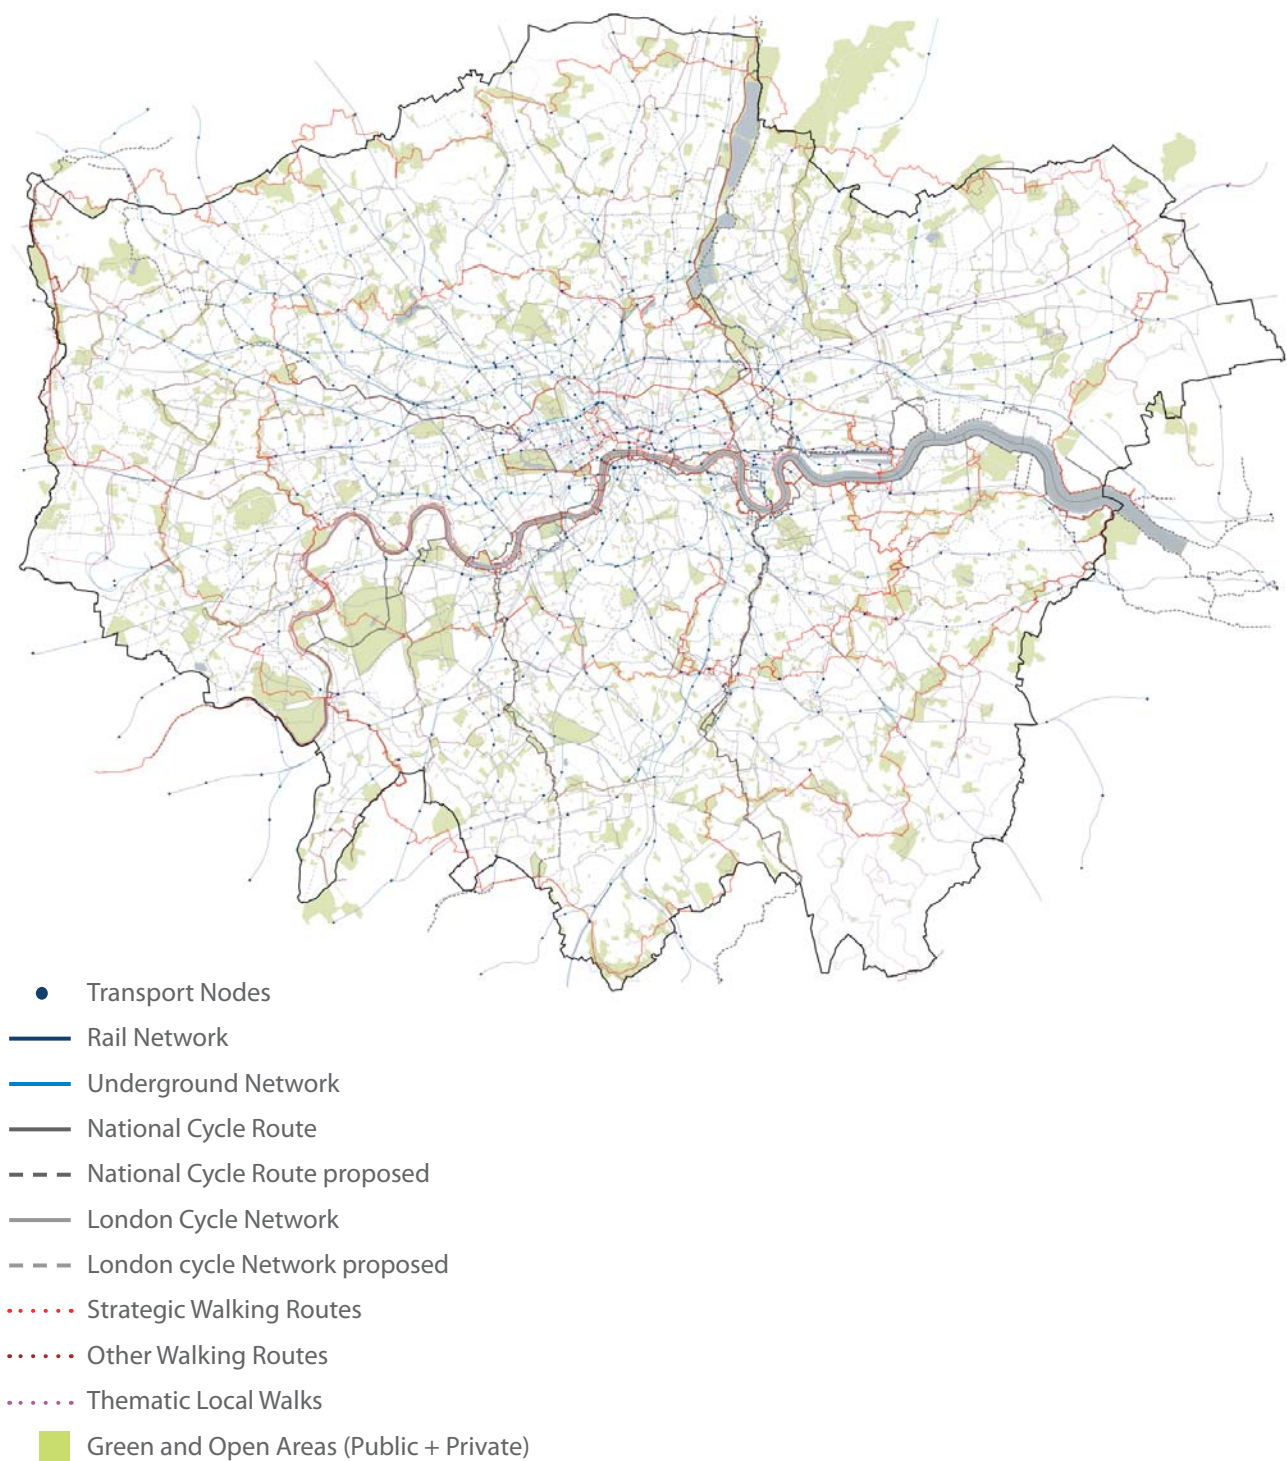 Transport Nodes
Rail Network
Underground Network
National Cycle Route
National Cycle Route proposed
London Cycle Network
London cycle Network proposed
Strategic Walking Routes
Other Walking Routes
Thematic Local Walks
Green and Open Areas (Public + Private)